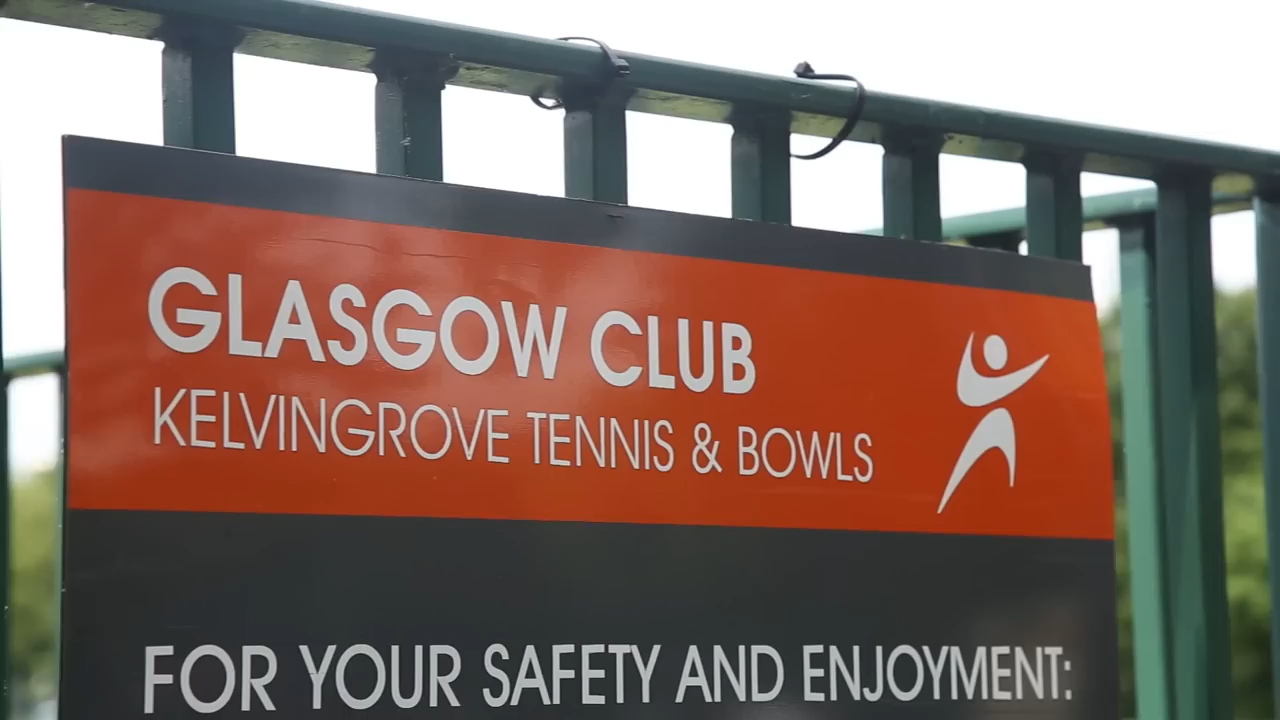 GLASGOW CLUB
KELVINGROVE TENNIS & BOWLS
FOR YOUR SAFETY AND ENJOYMENT: